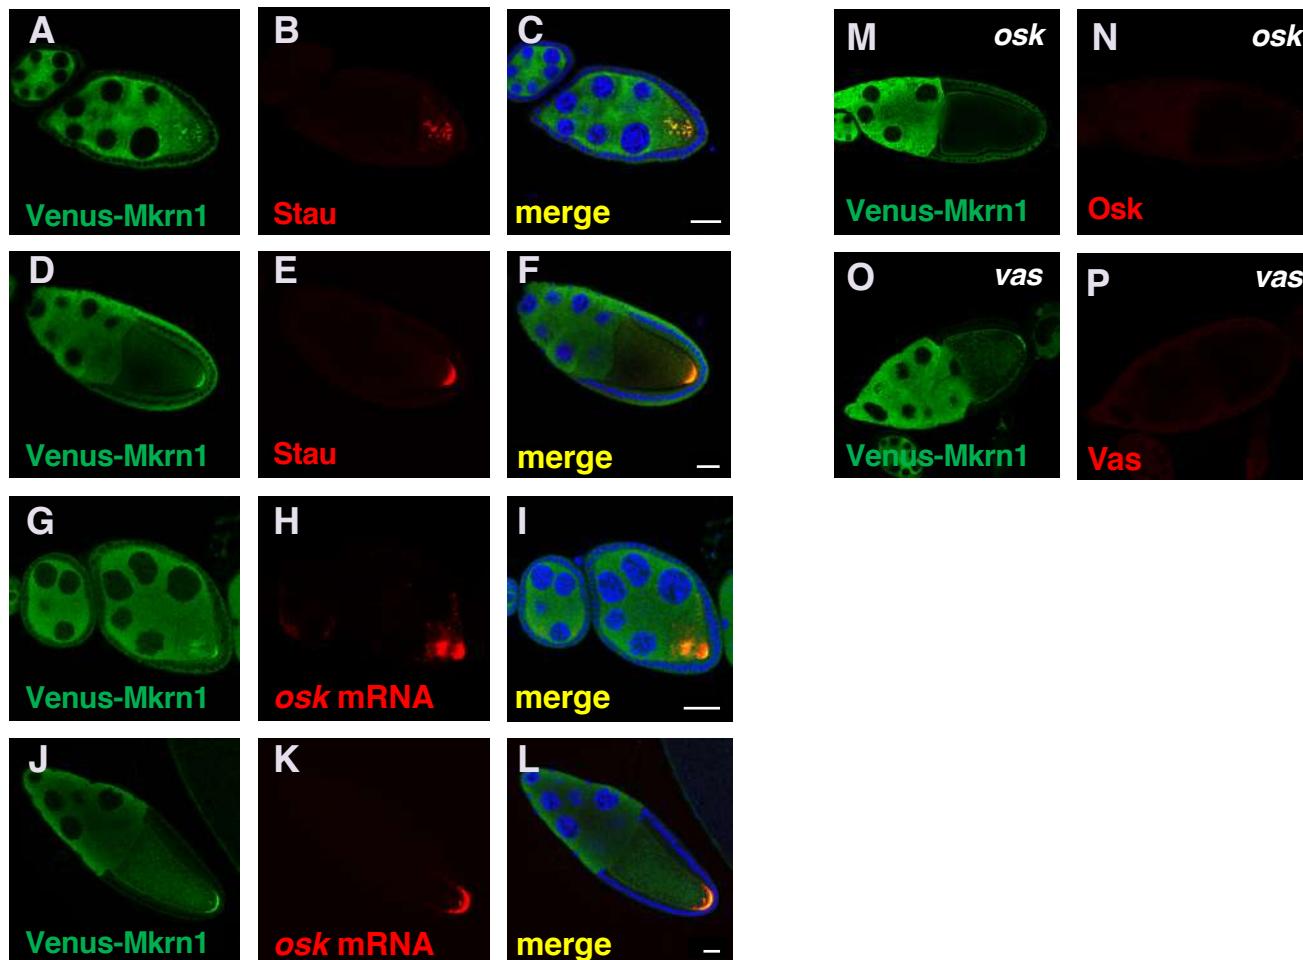 A
Venus-Mkrn1
B
Stau
C
merge
D
Venus-Mkrn1
E
Stau
F
merge
G
Venus-Mkrn1
H
osk mRNA
I
merge
J
Venus-Mkrn1
K
osk mRNA
L
merge
M
osk
Venus-Mkrn1
N
osk
Osk
O
vas
Venus-Mkrn1
P
vas
Vas